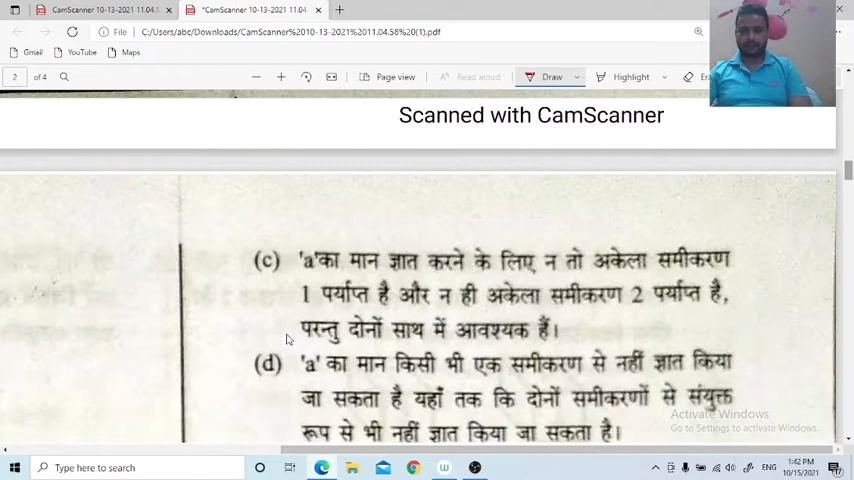 CamScanner 10-13-2021 11.04.5
*CamScanner 10-13-2021 11.04
File
C:/Users/abc/Downloads/CamScanner%2010-13-2021%2011.04.58%20(1).pdf
Gmail
YouTube
Maps
2 of 4
Page view
Read aloud
Draw
Highlight
Era
Scanned with CamScanner
(c) 'a'का मान ज्ञात करने के लिए न तो अकेला समीकरण
1 पर्याप्त है और न ही अकेला समीकरण 2 पर्याप्त है,
परन्तु दोनों साथ में आवश्यक हैं।
(d) 'a' का मान किसी भी एक समीकरण से नहीं ज्ञात किया
जा सकता है यहाँ तक कि दोनों समीकरणों से संयुक्त
रूप से भी नहीं ज्ञात किया जा सकता है।
Activate Windows
Go to Settings to activate Windows.
Type here to search
ENG
1:42 PM
10/15/2021
17